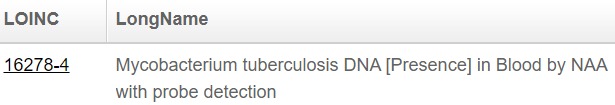 LOINC LongName
16278-4 Mycobacterium tuberculosis DNA [Presence] in Blood by NAA
with probe detection